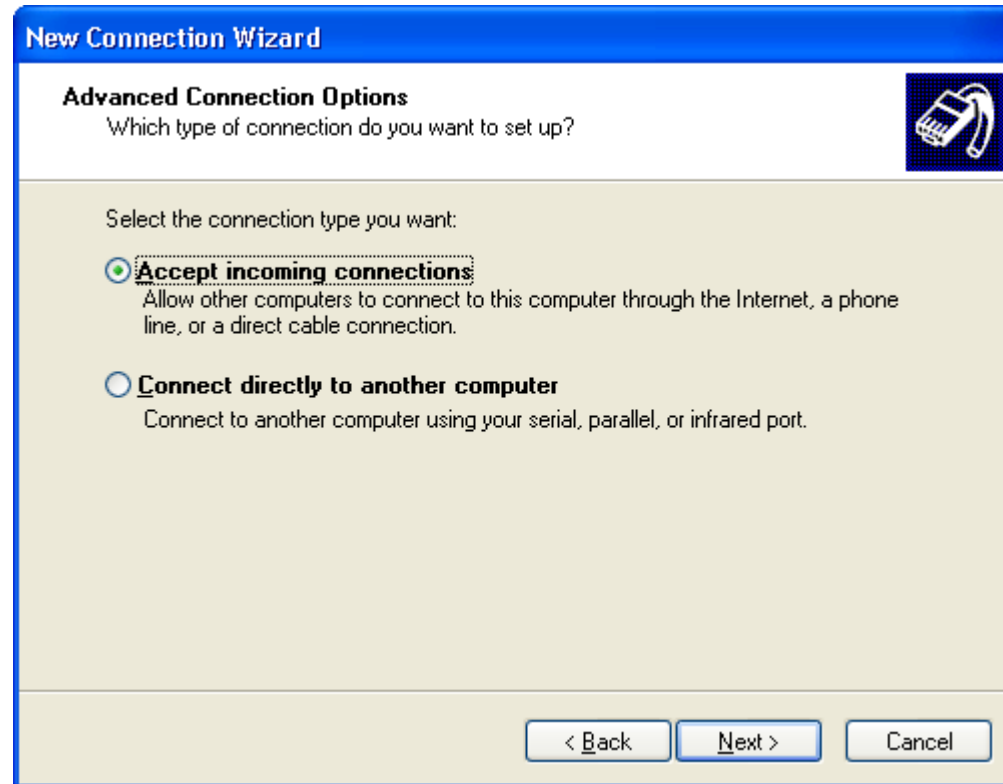 New Connection Wizard
Advanced Connection Options
Which type of connection do you want to set up?
Select the connection type you want:
Accept incoming connections
Allow other computers to connect to this computer through the Internet, a phone
line, or a direct cable connection.
Connect directly to another computer
Connect to another computer using your serial, parallel, or infrared port.
< Back Next > Cancel